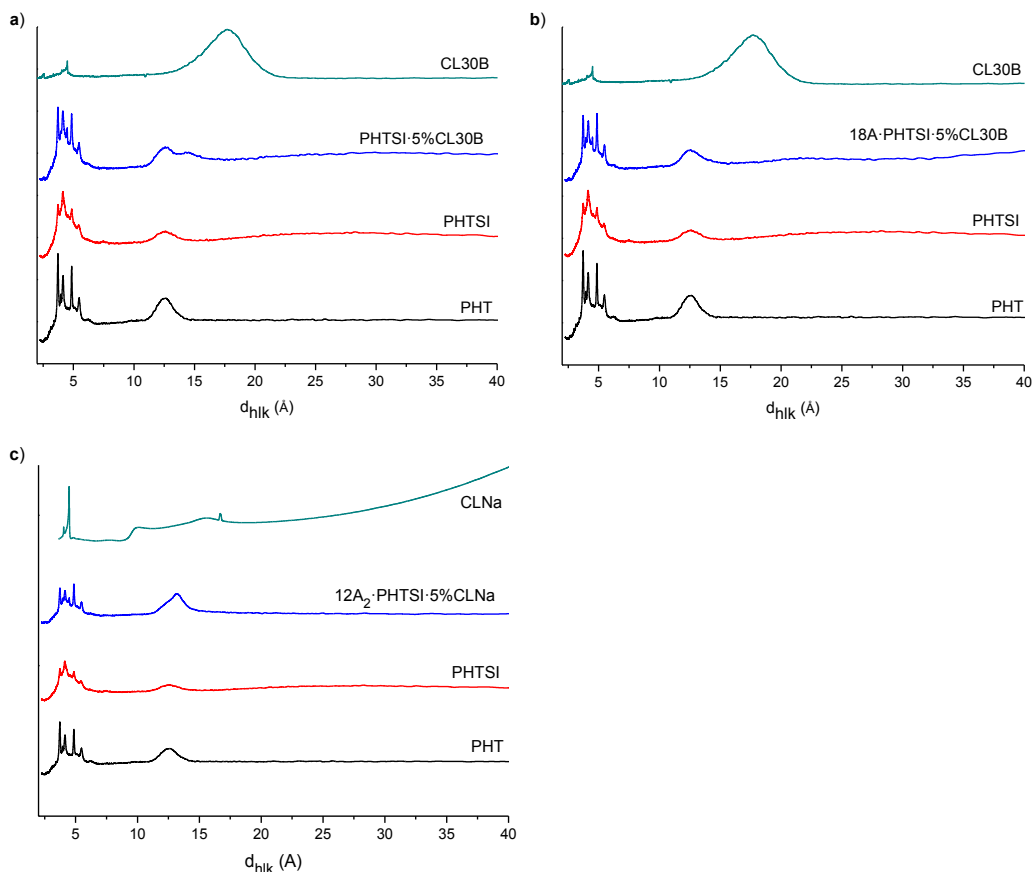 a)
CL30B
PHTSI·5%CL30B
PHTSI
PHT
5 10 15 20 25 30 35 40
dhlk (Å)
b)
CL30B
18A·PHTSI·5%CL30B
PHTSI
PHT
5 10 15 20 25 30 35 40
dhlk (Å)
c)
CLNa
12A2·PHTSI·5%CLNa
PHTSI
PHT
5 10 15 20 25 30 35 40
dhlk (A)